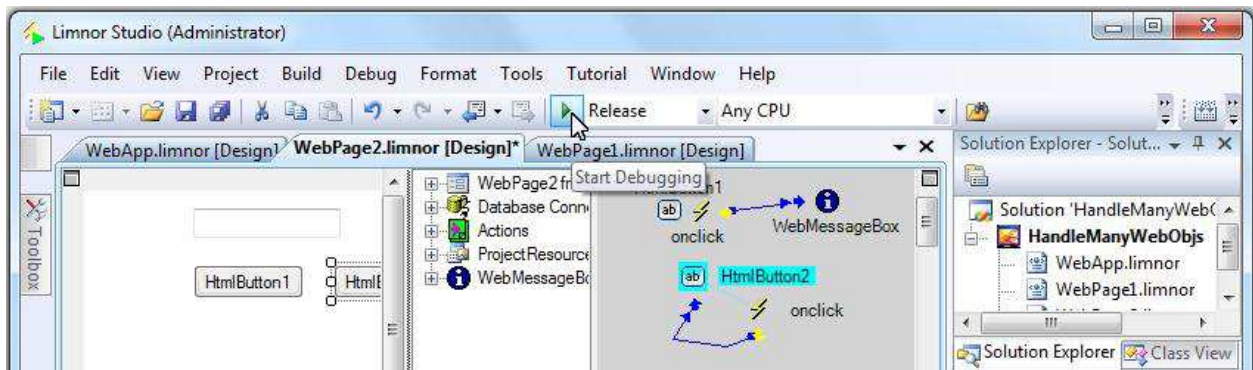 Limnor Studio (Administrator)
File Edit View Project Build Debug Format Tools Tutorial Window Help
Release Any CPU
WebApp.limnor [Design] WebPage2.limnor [Design]* WebPage1.limnor [Design]
Solution Explorer - Solut...
Start Debugging
Toolbox
HtmlButton1
WebPage2
Database Conn
Actions
ProjectResource
WebMessageBo
ab
onclick
WebMessageBox
ab HtmlButton2
onclick
Solution 'HandleManyWeb
HandleManyWebObjs
WebApp.limnor
WebPage1.limnor
Solution Explorer Class View